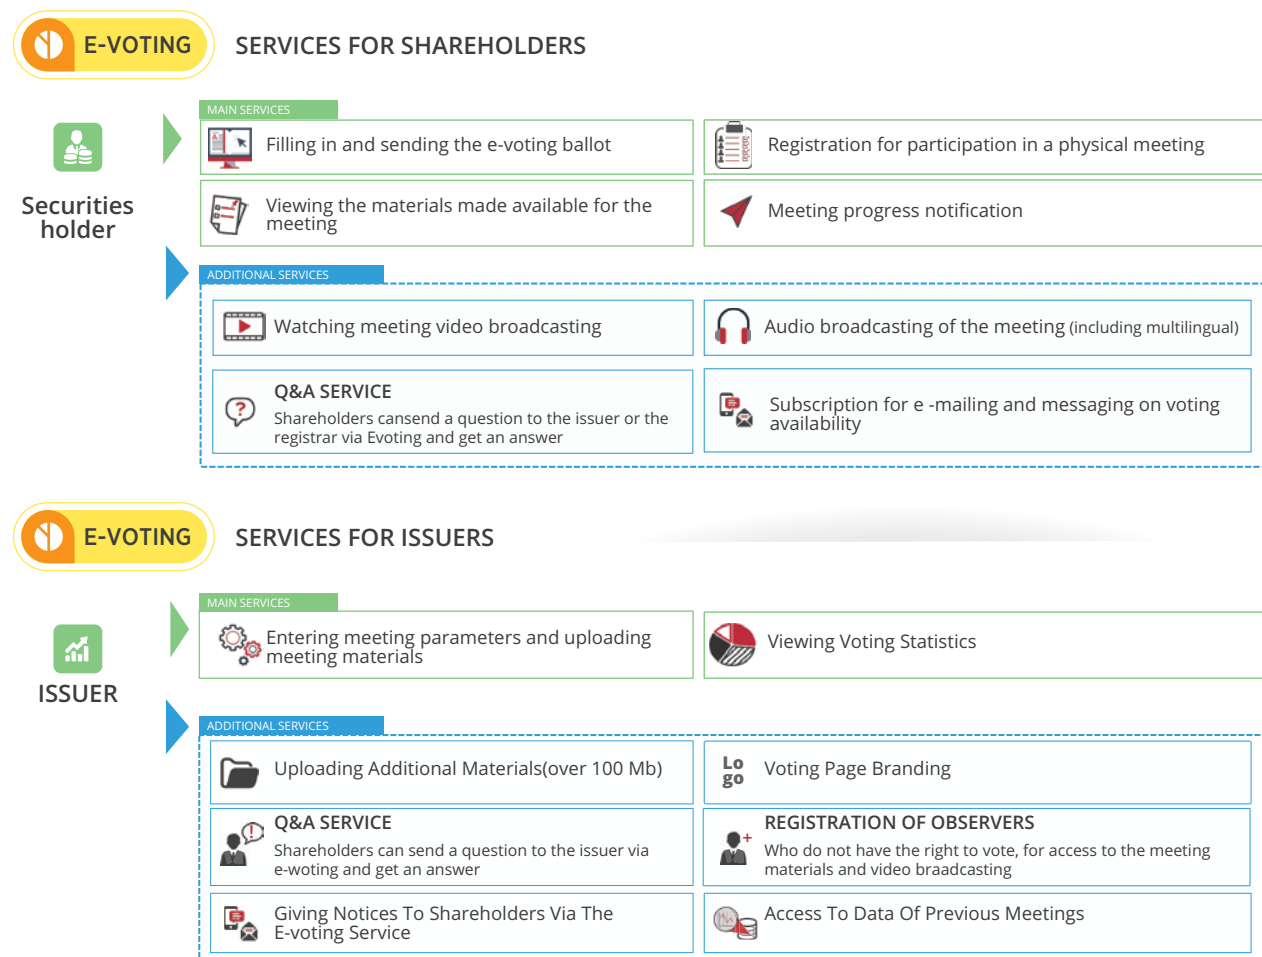 E-VOTING
SERVICES FOR SHAREHOLDERS
MAIN SERVICES
Filling in and sending the e-voting ballot
Registration for participation in a physical meeting
Securities
holder
Viewing the materials made available for the
meeting
Meeting progress notification
ADDITIONAL SERVICES
Watching meeting video broadcasting
Audio broadcasting of the meeting (including multilingual)
Q&A SERVICE
Shareholders cansend a question to the issuer or the
registrar via Evoting and get an answer
Subscription for e -mailing and messaging on voting
availability
E-VOTING
SERVICES FOR ISSUERS
MAIN SERVICES
Entering meeting parameters and uploading
meeting materials
Viewing Voting Statistics
ISSUER
ADDITIONAL SERVICES
Uploading Additional Materials(over 100 Mb)
Lo
go
Voting Page Branding
Q&A SERVICE
Shareholders can send a question to the issuer via
e-woting and get an answer
REGISTRATION OF OBSERVERS
Who do not have the right to vote, for access to the meeting
materials and video braadcasting
Giving Notices To Shareholders Via The
E-voting Service
Access To Data Of Previous Meetings